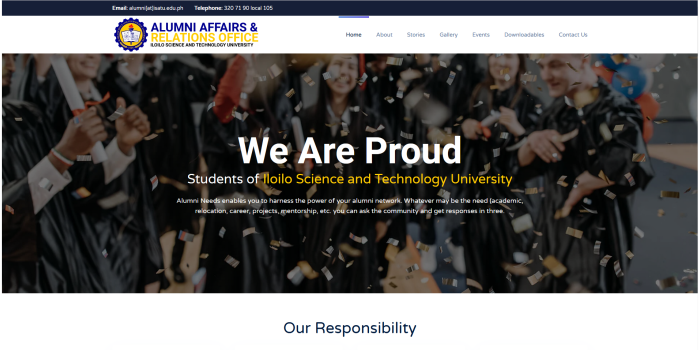 Email: alumni[at]isatu.edu.ph Telephone: 320 71 90 local 105
ALUMNI AFFAIRS &
RELATIONS OFFICE
ILOILO SCIENCE AND TECHNOLOGY UNIVERSITY
Home About Stories Gallery Events Downloadables Contact Us
We Are Proud
Students of Iloilo Science and Technology University
Alumni Needs enables you to harness the power of your alumni network. Whatever may be the need (academic,
relocation, career, projects, mentorship, etc. you can ask the community and get responses in three.
Our Responsibility